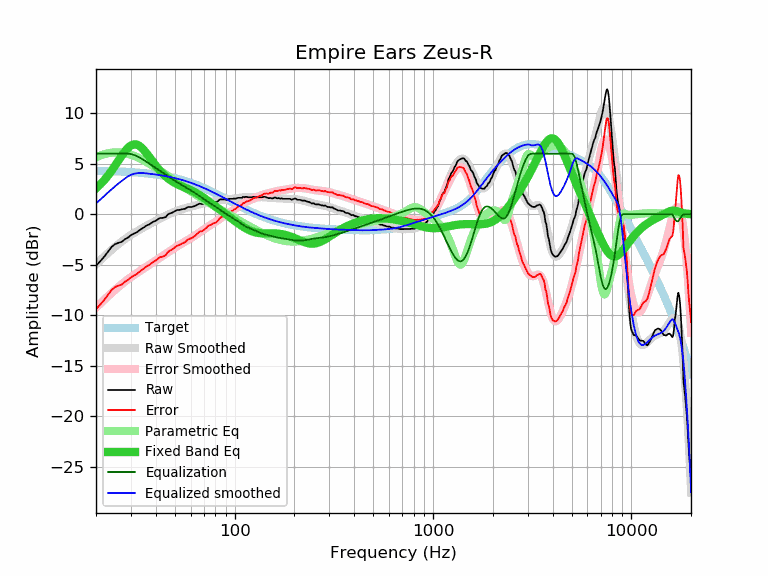 Empire Ears Zeus-R
Amplitude (dBr)
10
5
0
−5
−10
−15
−20
−25
Target
Raw Smoothed
Error Smoothed
Raw
Error
Parametric Eq
Fixed Band Eq
Equalization
Equalized smoothed
100
1000
10000
Frequency (Hz)